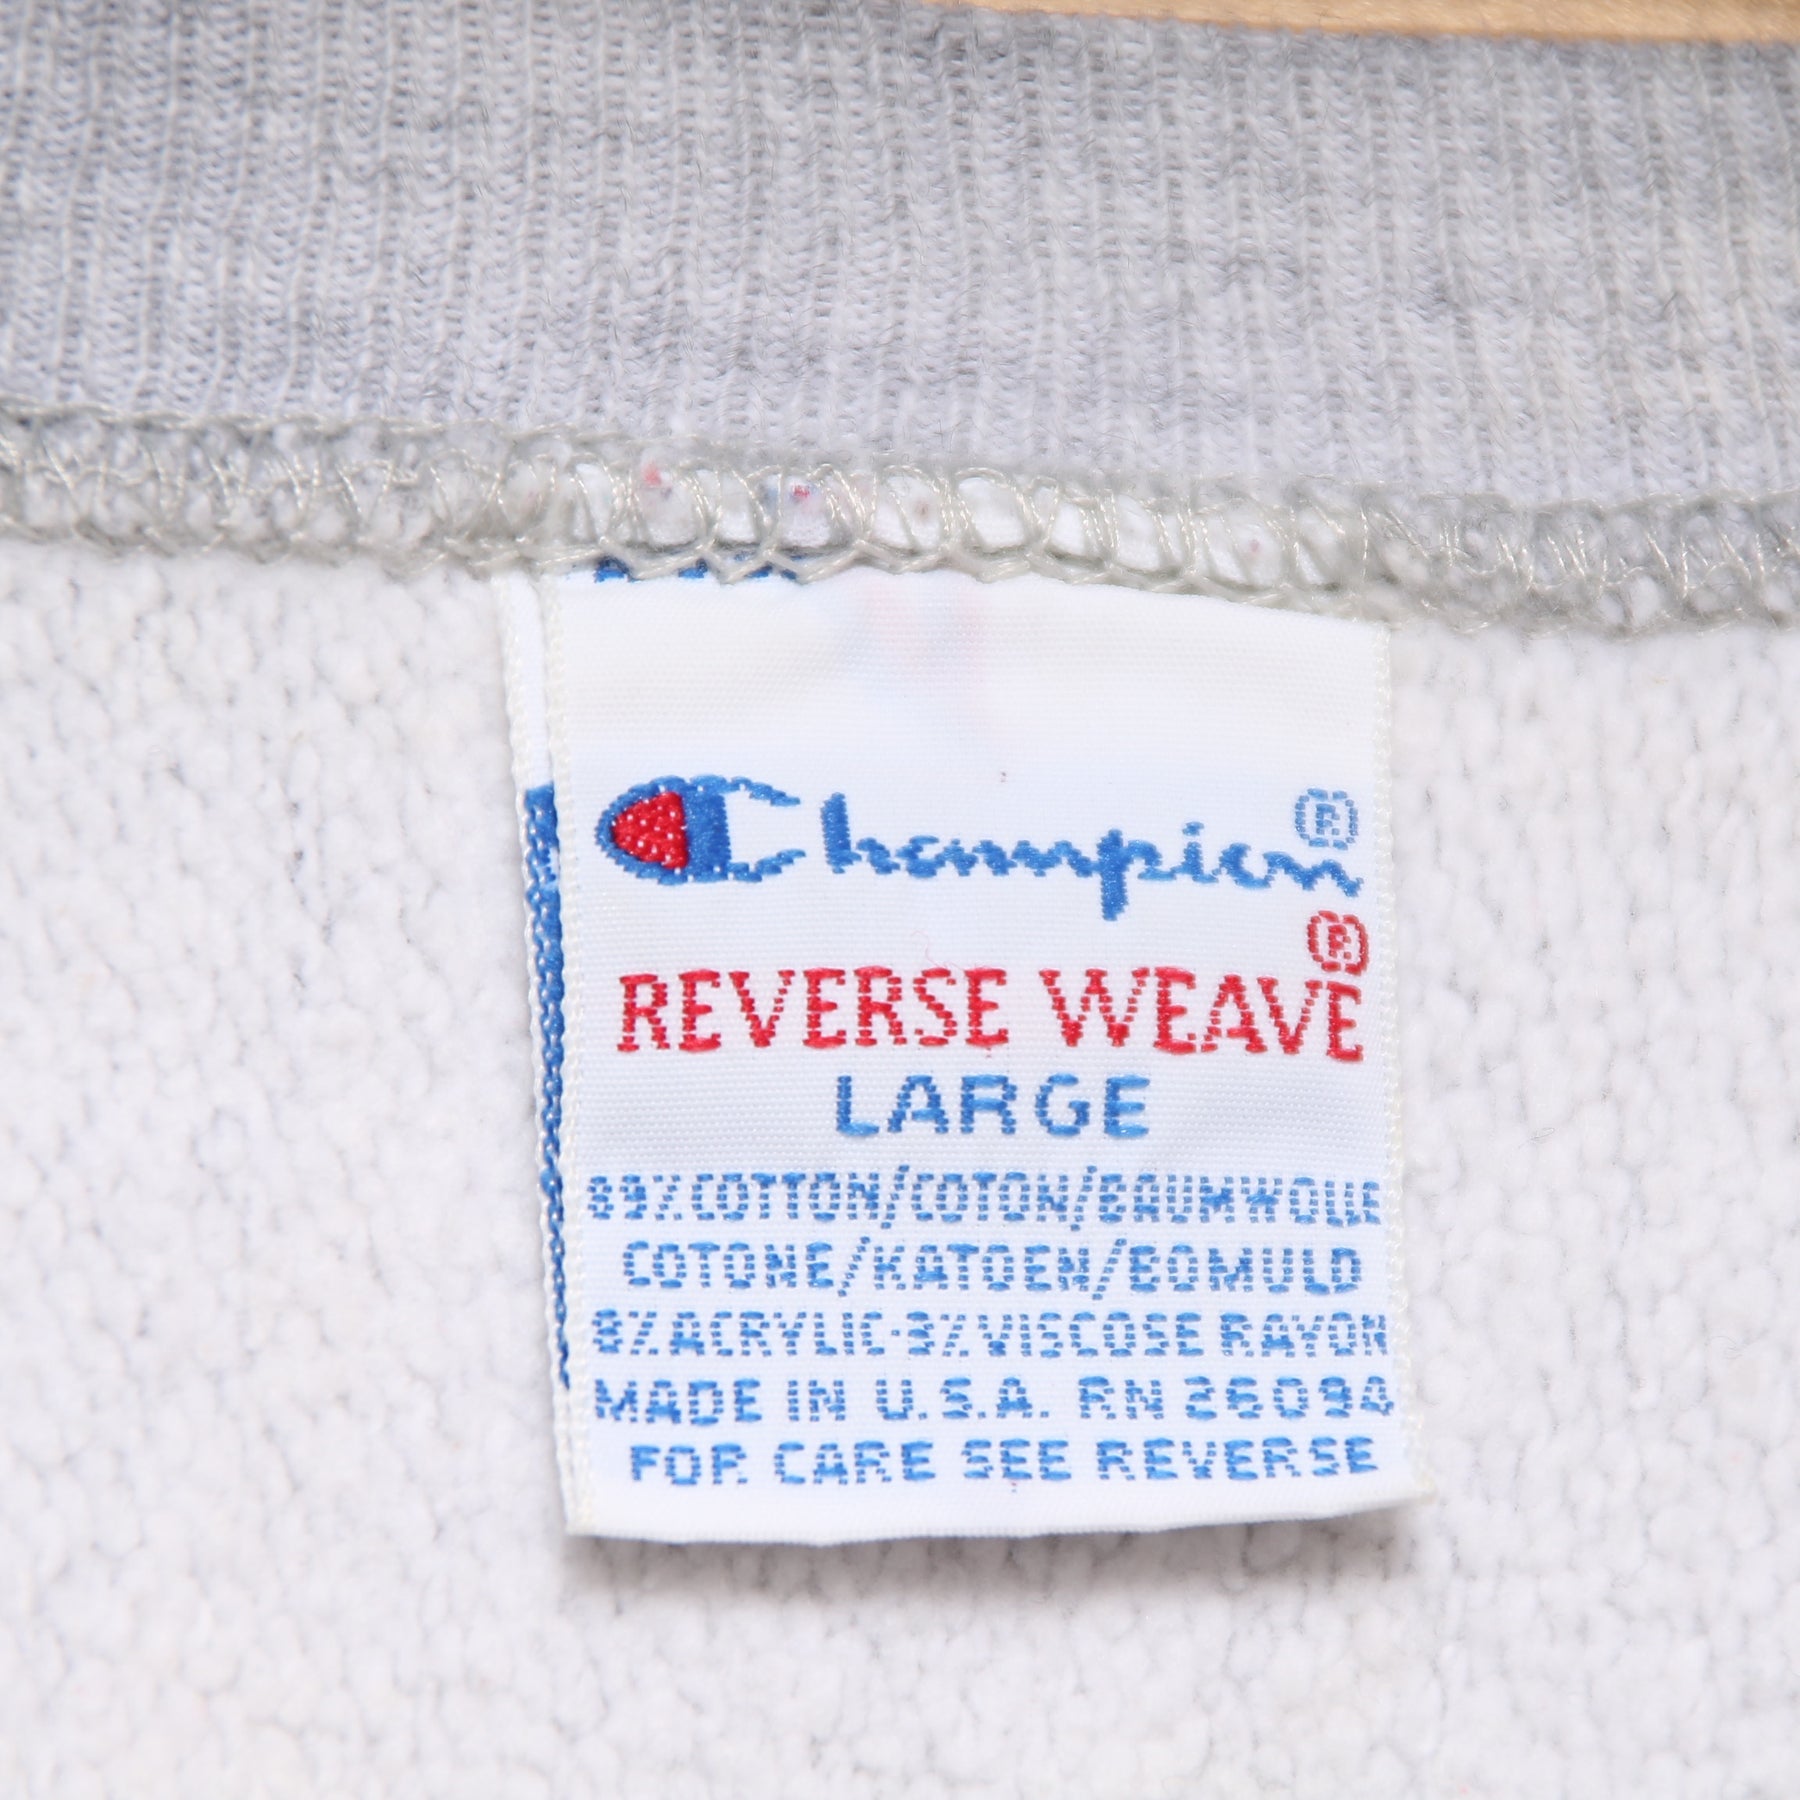 Champion®
REVERSE WEAVE®
LARGE
89% COTTON/COTON/BAUMWOLLE
COTONE/KATOEN/BOMULD
8% ACRYLIC-3% VISCOSE RAYON
MADE IN U.S.A. RN 26094
FOR CARE SEE REVERSE